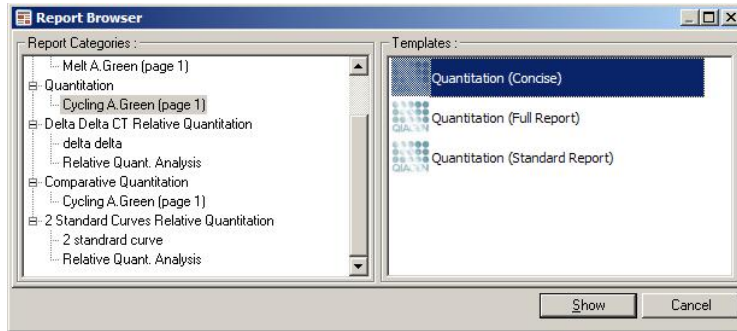 Report Browser
Report Categories :
Melt A.Green (page 1)
Quantitation
Cycling A.Green (page 1)
Delta Delta CT Relative Quantitation
delta delta
Relative Quant. Analysis
Comparative Quantitation
Cycling A.Green (page 1)
2 Standard Curves Relative Quantitation
2 standrard curve
Relative Quant. Analysis
Templates :
Quantitation (Concise)
QIAGEN
Quantitation (Full Report)
QIAGEN
Quantitation (Standard Report)
Show
Cancel